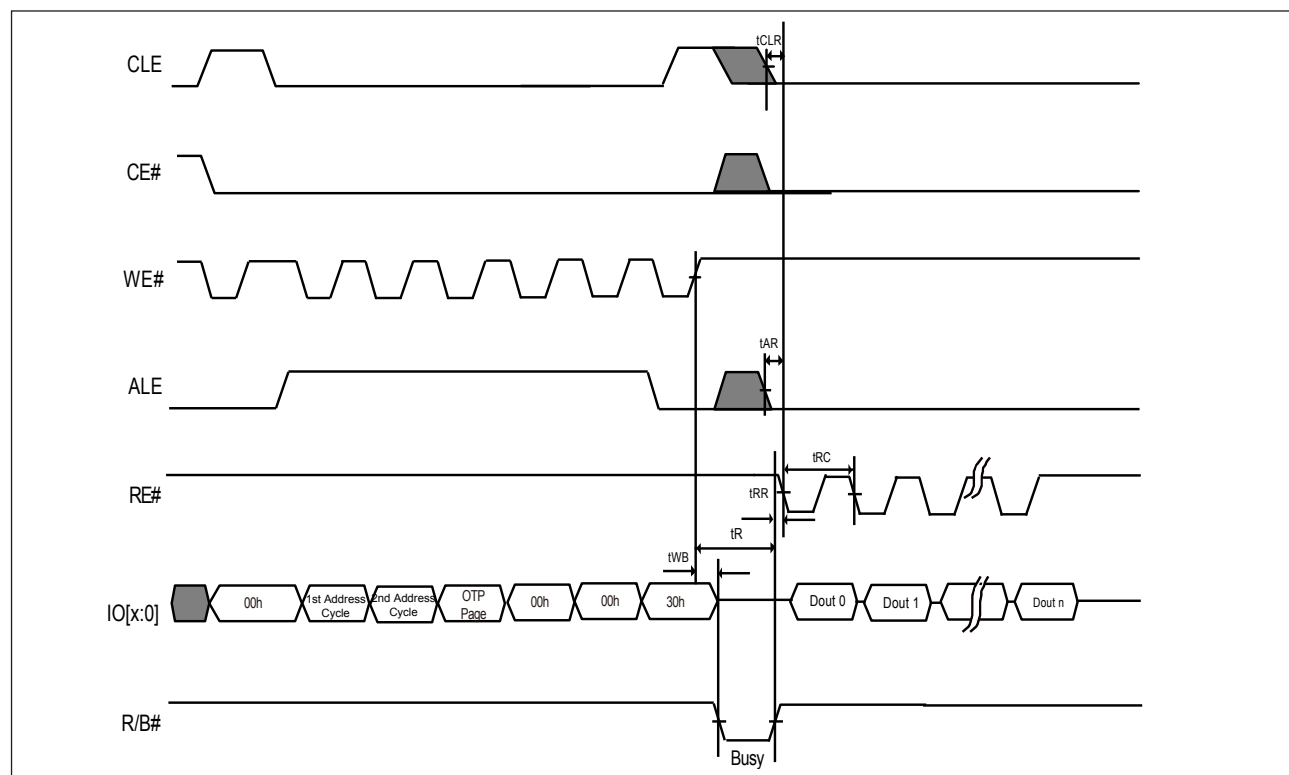 tCLR
CLE
CE#
WE#
tAR
ALE
tRC
RE#
tRR
tR
tWB
IO[x:0]
00h
1st Address
Cycle
2nd Address
Cycle
OTP
Page
00h
00h
30h
Dout 0
Dout 1
Dout n
R/B#
Busy